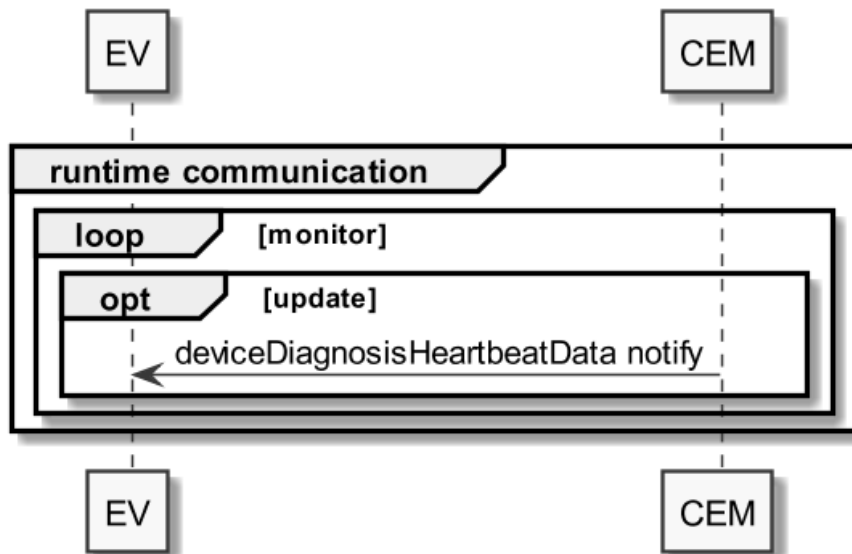 EV CEM
runtime communication
loop [monitor]
opt [update]
deviceDiagnosisHeartbeatData notify
EV CEM